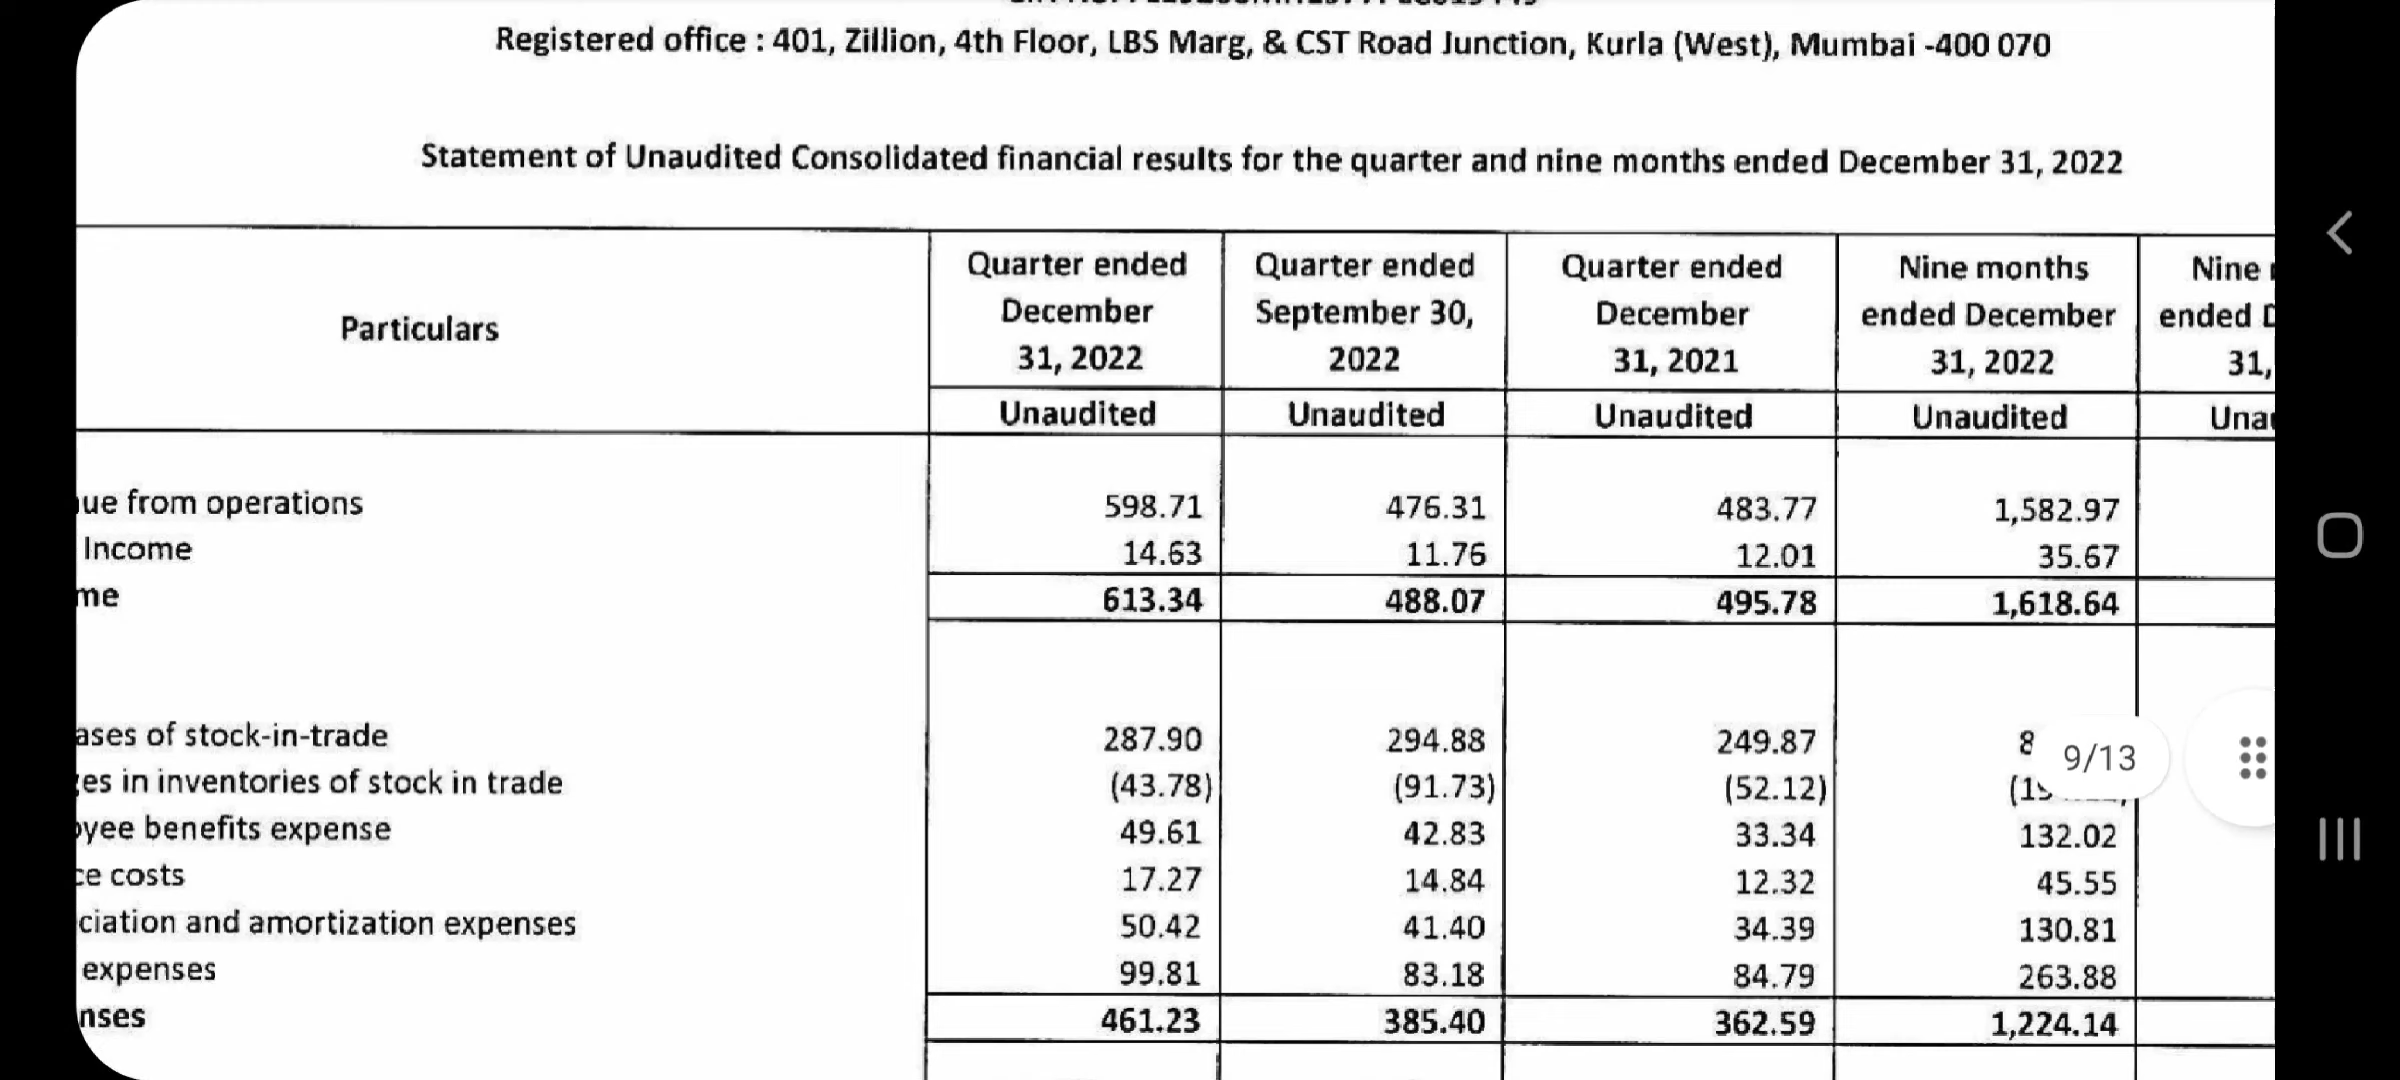 Registered office : 401, Zillion, 4th Floor, LBS Marg, & CST Road Junction, Kurla (West), Mumbai -400 070
Statement of Unaudited Consolidated financial results for the quarter and nine months ended December 31, 2022
Particulars
Quarter ended December 31, 2022
Quarter ended September 30, 2022
Quarter ended December 31, 2021
Nine months ended December 31, 2022
Nine
ended
31,
Unaudited Unaudited Unaudited Unaudited Una
ue from operations 598.71 476.31 483.77 1,582.97
Income 14.63 11.76 12.01 35.67
me 613.34 488.07 495.78 1,618.64
ases of stock-in-trade 287.90 294.88 249.87 8
es in inventories of stock in trade (43.78) (91.73) (52.12)
yee benefits expense 49.61 42.83 33.34 132.02
ce costs 17.27 14.84 12.32 45.55
ciation and amortization expenses 50.42 41.40 34.39 130.81
expenses 99.81 83.18 84.79 263.88
nses 461.23 385.40 362.59 1,224.14
9/13